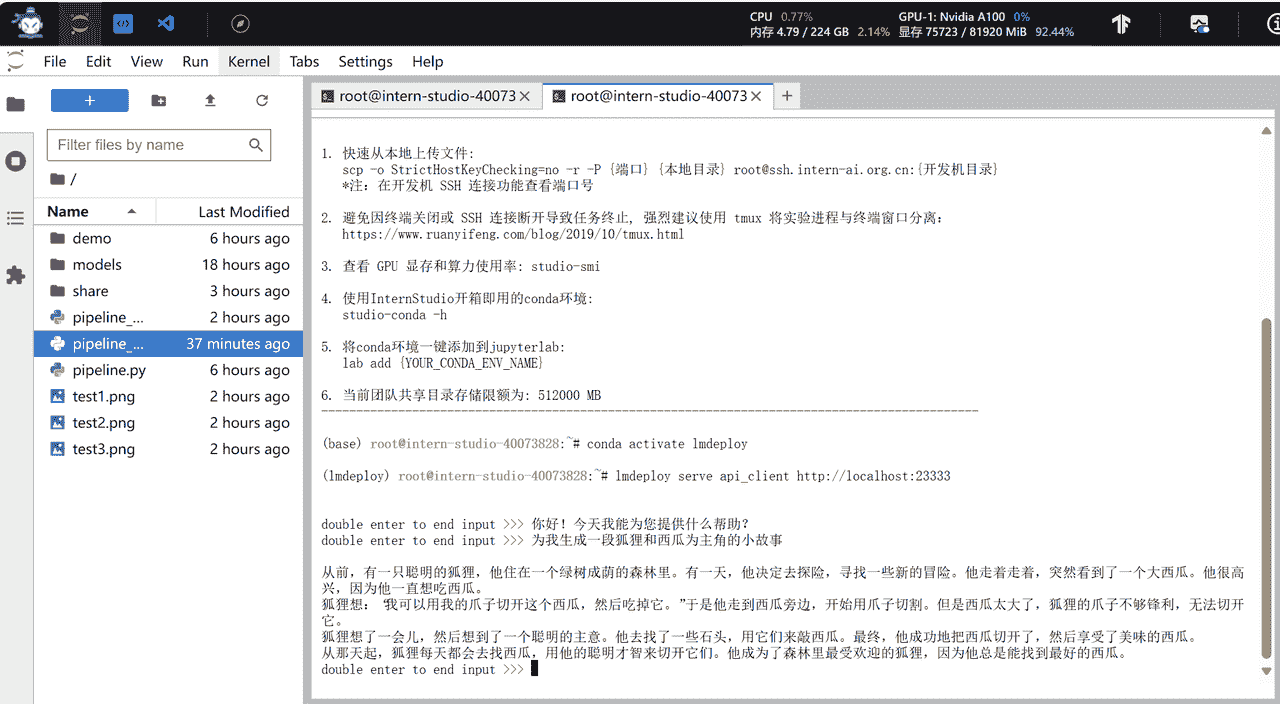 CPU 0.77%
GPU-1: Nvidia A100 0%
内存 4.79 / 224 GB 2.14%
显存 75723 / 81920 MiB 92.44%
File Edit View Run Kernel Tabs Settings Help
root@intern-studio-40073
root@intern-studio-40073
Filter files by name
/
Name Last Modified
demo 6 hours ago
models 18 hours ago
share 3 hours ago
pipeline_... 2 hours ago
pipeline_... 37 minutes ago
pipeline.py 6 hours ago
test1.png 2 hours ago
test2.png 2 hours ago
test3.png 2 hours ago
1. 快速从本地上传文件:
scp -o StrictHostKeyChecking=no -r -P {端口} {本地目录} root@ssh.intern-ai.org.cn:{开发机目录}
*注: 在开发机 SSH 连接功能查看端口号
2. 避免因终端关闭或 SSH 连接断开导致任务终止, 强烈建议使用 tmux 将实验进程与终端窗口分离:
https://www.ruanyifeng.com/blog/2019/10/tmux.html
3. 查看 GPU 显存和算力使用率: studio-smi
4. 使用InternStudio开箱即用的conda环境:
studio-conda -h
5. 将conda环境一键添加到jupyterlab:
lab add {YOUR_CONDA_ENV_NAME}
6. 当前团队共享目录存储限额为: 512000 MB
----------------------------------------------------------------------------------------------
(base) root@intern-studio-40073828:~# conda activate lmdeploy
(lmdeploy) root@intern-studio-40073828:~# lmdeploy serve api_client http://localhost:23333
double enter to end input >>> 你好！今天我能为您提供什么帮助？
double enter to end input >>> 为我生成一段狐狸和西瓜为主角的小故事
从前，有一只聪明的狐狸，他住在一个绿树成荫的森林里。有一天，他决定去探险，寻找一些新的冒险。他走着走着，突然看到了一个大西瓜。他很高
兴，因为他一直想吃西瓜。
狐狸想：“我可以用我的爪子切开这个西瓜，然后吃掉它。”于是他走到西瓜旁边，开始用爪子切割。但是西瓜太大了，狐狸的爪子不够锋利，无法切开
它。
狐狸想了一会儿，然后想到了一个聪明的主意。他去找了一些石头，用它们来敲西瓜。最终，他成功地把西瓜切开了，然后享受了美味的西瓜。
从那天起，狐狸每天都会去找西瓜，用他的聪明才智来切开它们。他成为了森林里最受欢迎的狐狸，因为他总是能找到最好的西瓜。
double enter to end input >>>